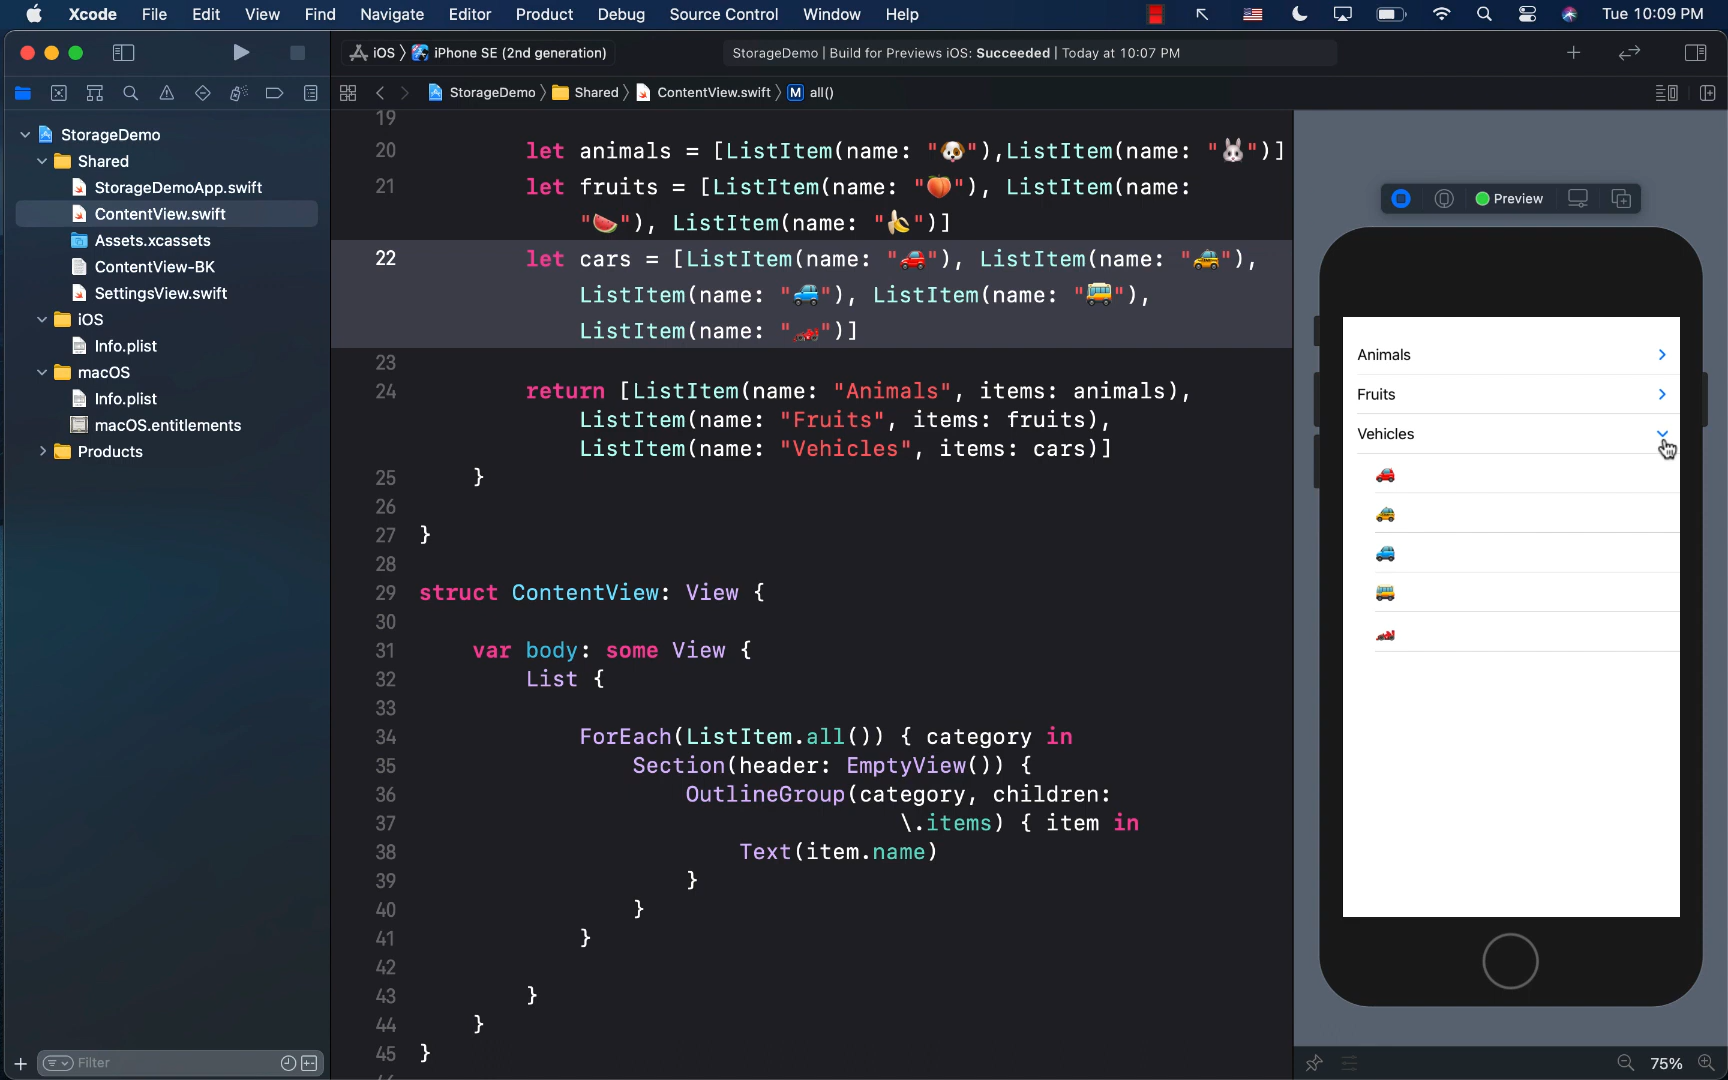 Xcode File Edit View Find Navigate Editor Product Debug Source Control Window Help Tue 10:09 PM
iOS 〉 iPhone SE (2nd generation) StorageDemo | Build for Previews iOS: Succeeded | Today at 10:07 PM
StorageDemo 〉 Shared 〉 ContentView.swift 〉 M all()
StorageDemo
Shared
StorageDemoApp.swift
ContentView.swift
Assets.xcassets
ContentView-BK
SettingsView.swift
iOS
Info.plist
macOS
Info.plist
macOS.entitlements
Products
Filter
19
20 let animals = [ListItem(name: "🐶"),ListItem(name: "🐰")]
21 let fruits = [ListItem(name: "🍑"), ListItem(name:
"🍉"), ListItem(name: "🍌")]
22 let cars = [ListItem(name: "🚗"), ListItem(name: "🚕"),
ListItem(name: "🚙"), ListItem(name: "🚌"),
ListItem(name: "🏎")]
23
24 return [ListItem(name: "Animals", items: animals),
ListItem(name: "Fruits", items: fruits),
ListItem(name: "Vehicles", items: cars)]
25 }
26
27 }
28
29 struct ContentView: View {
30
31 var body: some View {
32 List {
33
34 ForEach(ListItem.all()) { category in
35 Section(header: EmptyView()) {
36 OutlineGroup(category, children:
37 \.items) { item in
38 Text(item.name)
39 }
40 }
41 }
42
43 }
44 }
45 }
Preview
Animals
Fruits
Vehicles
🚗
🚕
🚙
🚌
🏎
75%